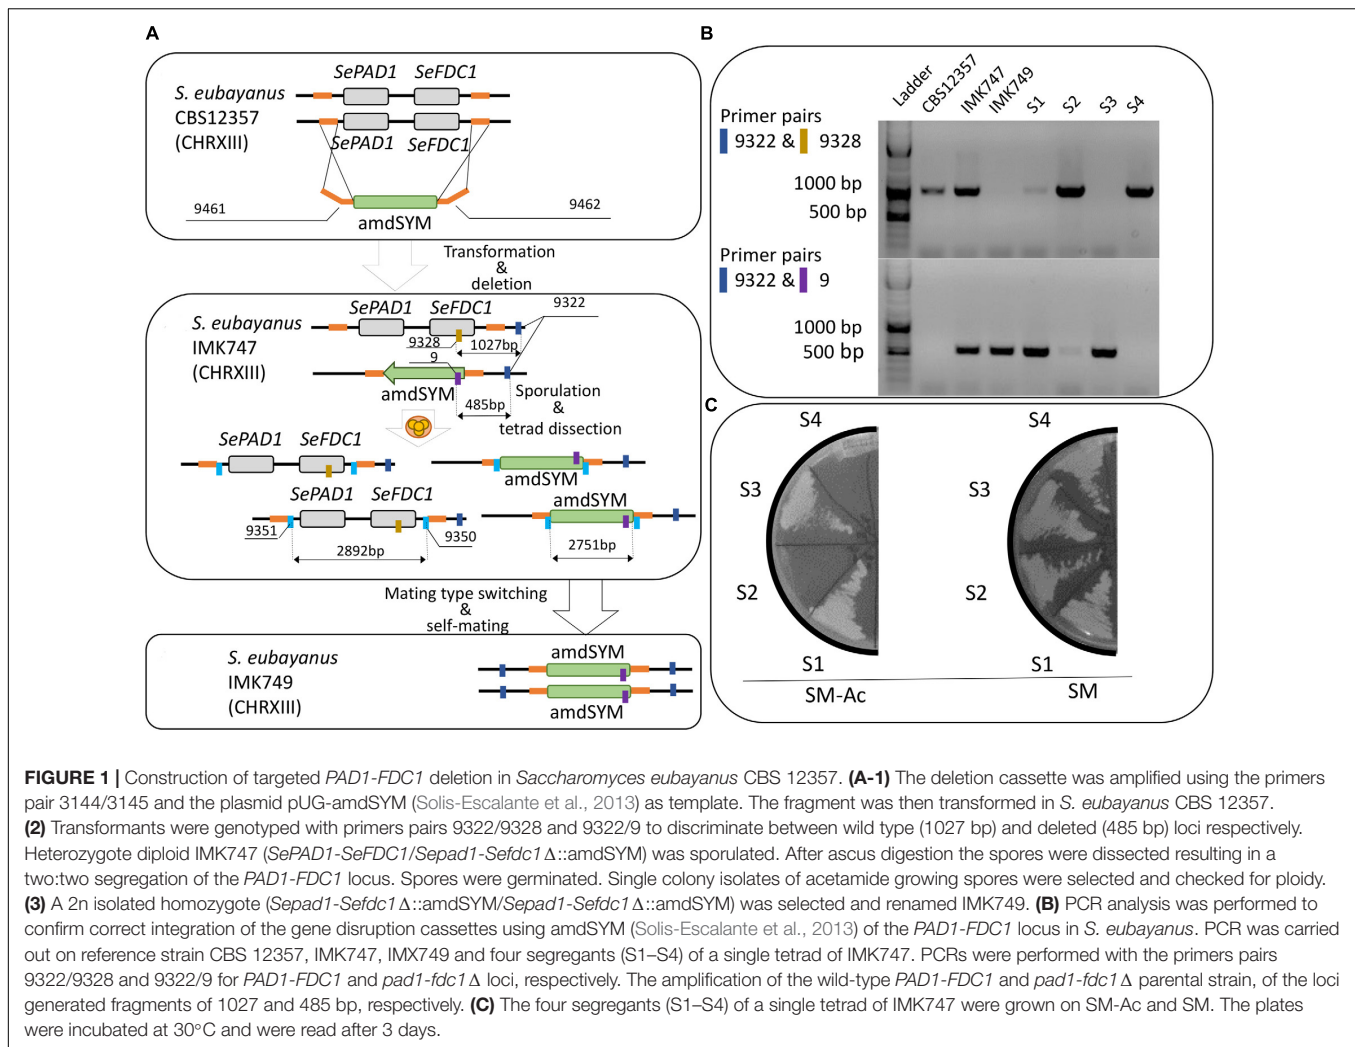 A
SePAD1 SeFDC1
S. eubayanus
CBS12357
(CHRXIII)
SePAD1 SeFDC1
9461
9462
amdSYM
Transformation
&
deletion
SePAD1 SeFDC1
9322
S. eubayanus
IMK747
(CHRXIII)
9328
1027bp
9
amdSYM
485bp
Sporulation
&
tetrad dissection
SePAD1 SeFDC1
amdSYM
SePAD1 SeFDC1
amdSYM
9351
9350
2892bp
2751bp
Mating type switching
&
self-mating
S. eubayanus
IMK749
(CHRXIII)
amdSYM
amdSYM
B
Ladder
CBS12357
IMK747
IMK749
S1
S2
S3
S4
Primer pairs
9322 & 9328
1000 bp
500 bp
Primer pairs
9322 & 9
1000 bp
500 bp
C
S4
S3
S2
S1
SM-Ac
S4
S3
S2
S1
SM
FIGURE 1 | Construction of targeted PAD1-FDC1 deletion in Saccharomyces eubayanus CBS 12357. (A-1) The deletion cassette was amplified using the primers
pair 3144/3145 and the plasmid pUG-amdSYM (Solis-Escalante et al., 2013) as template. The fragment was then transformed in S. eubayanus CBS 12357.
(2) Transformants were genotyped with primers pairs 9322/9328 and 9322/9 to discriminate between wild type (1027 bp) and deleted (485 bp) loci respectively.
Heterozygote diploid IMK747 (SePAD1-SeFDC1/Sepad1-Sefdc1Δ::amdSYM) was sporulated. After ascus digestion the spores were dissected resulting in a
two:two segregation of the PAD1-FDC1 locus. Spores were germinated. Single colony isolates of acetamide growing spores were selected and checked for ploidy.
(3) A 2n isolated homozygote (Sepad1-Sefdc1Δ::amdSYM/Sepad1-Sefdc1Δ::amdSYM) was selected and renamed IMK749. (B) PCR analysis was performed to
confirm correct integration of the gene disruption cassettes using amdSYM (Solis-Escalante et al., 2013) of the PAD1-FDC1 locus in S. eubayanus. PCR was carried
out on reference strain CBS 12357, IMK747, IMX749 and four segregants (S1–S4) of a single tetrad of IMK747. PCRs were performed with the primers pairs
9322/9328 and 9322/9 for PAD1-FDC1 and pad1-fdc1Δ loci, respectively. The amplification of the wild-type PAD1-FDC1 and pad1-fdc1Δ parental strain, of the loci
generated fragments of 1027 and 485 bp, respectively. (C) The four segregants (S1–S4) of a single tetrad of IMK747 were grown on SM-Ac and SM. The plates
were incubated at 30°C and were read after 3 days.